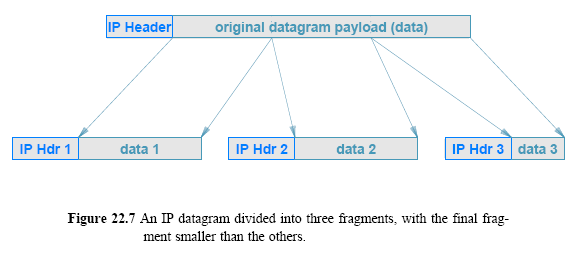 IP Header original datagram payload (data)
IP Hdr 1 data 1 IP Hdr 2 data 2 IP Hdr 3 data 3
Figure 22.7 An IP datagram divided into three fragments, with the final frag-
ment smaller than the others.